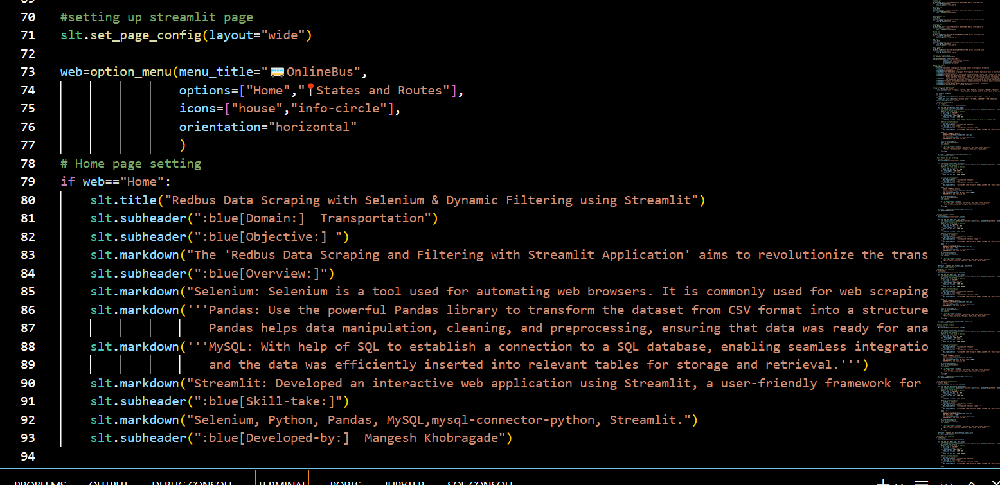 70 #setting up streamlit page
71 slt.set_page_config(layout="wide")
72
73 web=option_menu(menu_title="🚌OnlineBus",
74 options=["Home","📍States and Routes"],
75 icons=["house","info-circle"],
76 orientation="horizontal"
77 )
78 # Home page setting
79 if web=="Home":
80 slt.title("Redbus Data Scraping with Selenium & Dynamic Filtering using Streamlit")
81 slt.subheader(":blue[Domain:]  Transportation")
82 slt.subheader(":blue[Objective:] ")
83 slt.markdown("The 'Redbus Data Scraping and Filtering with Streamlit Application' aims to revolutionize the trans
84 slt.subheader(":blue[Overview:]")
85 slt.markdown("Selenium: Selenium is a tool used for automating web browsers. It is commonly used for web scraping
86 slt.markdown('''Pandas: Use the powerful Pandas library to transform the dataset from CSV format into a structure
87 Pandas helps data manipulation, cleaning, and preprocessing, ensuring that data was ready for ana
88 slt.markdown('''MySQL: With help of SQL to establish a connection to a SQL database, enabling seamless integratio
89 and the data was efficiently inserted into relevant tables for storage and retrieval.''')
90 slt.markdown("Streamlit: Developed an interactive web application using Streamlit, a user-friendly framework for
91 slt.subheader(":blue[Skill-take:]")
92 slt.markdown("Selenium, Python, Pandas, MySQL,mysql-connector-python, Streamlit.")
93 slt.subheader(":blue[Developed-by:]  Mangesh Khobragade")
94
PROBLEMS OUTPUT DEBUG CONSOLE TERMINAL PORTS JUPYTER SQL CONSOLE